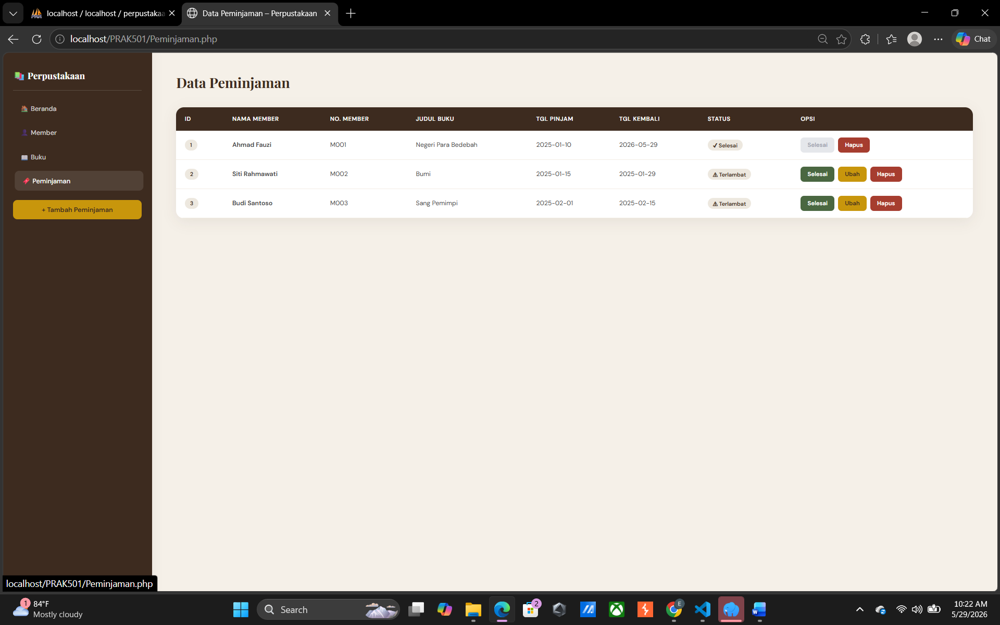 localhost / localhost / perpustakaa
Data Peminjaman – Perpustakaan
localhost/PRAK501/Peminjaman.php
Chat
Perpustakaan
Beranda
Member
Buku
Peminjaman
+ Tambah Peminjaman
Data Peminjaman
ID NAMA MEMBER NO. MEMBER JUDUL BUKU TGL PINJAM TGL KEMBALI STATUS OPSI
1 Ahmad Fauzi M001 Negeri Para Bedebah 2025-01-10 2026-05-29 ✔ Selesai Selesai Hapus
2 Siti Rahmawati M002 Bumi 2025-01-15 2025-01-29 ⚠ Terlambat Selesai Ubah Hapus
3 Budi Santoso M003 Sang Pemimpi 2025-02-01 2025-02-15 ⚠ Terlambat Selesai Ubah Hapus
localhost/PRAK501/Peminjaman.php
1
84°F
Mostly cloudy
Search
2
E
W
10:22 AM
5/29/2026